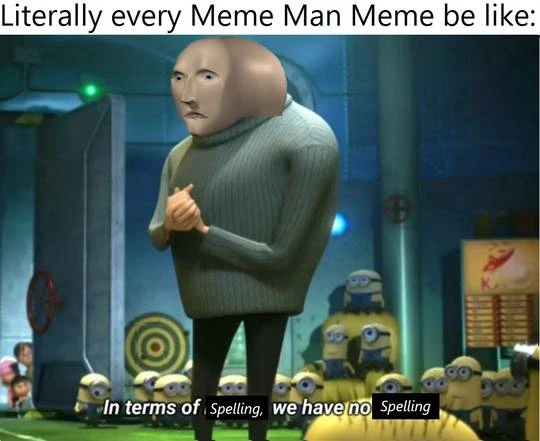 Literally every Meme Man Meme be like:
In terms of Spelling, we have no Spelling